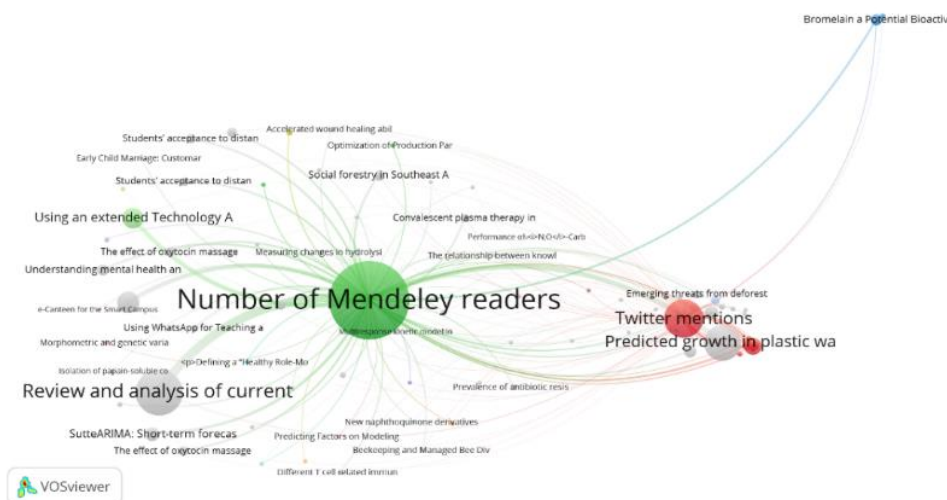 Bromelain a Potential Bioactiv
Accelerated wound healing abil
Students' acceptance to distan
Optimization of Production Par
Early Child Marriage: Customar
Social forestry in Southeast A
Students' acceptance to distan
Using an extended Technology A
Convalescent plasma therapy in
Performance of<i>N,O</i>-Carb
The effect of oxytocin massage
Measuring changes in hydrolysi
The relationship between knowl
Understanding mental health an
Emerging threats from deforest
Number of Mendeley readers
e-Canteen for the Smart Campus
Twitter mentions
Using WhatsApp for Teaching a
Multiresponse kinetic modelin
Predicted growth in plastic wa
Morphometric and genetic varia
<p>Defining a "Healthy Role-Mo
Isolation of papain-soluble co
Prevalence of antibiotic resis
Review and analysis of current
New naphthoquinone derivatives
SutteARIMA: Short-term forecas
Predicting Factors on Modeling
The effect of oxytocin massage
Beekeeping and Managed Bee Div
Different T cell related immun
VOSviewer